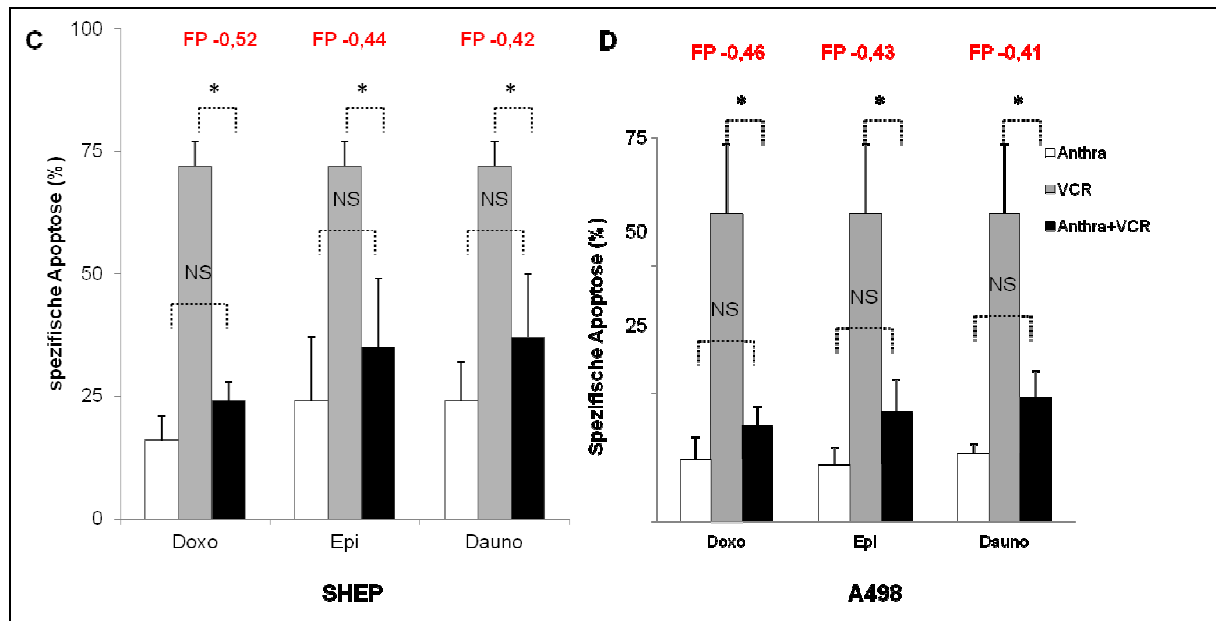 C
FP -0,52 FP -0,44 FP -0,42
* * *
NS NS NS
spezifische Apoptose (%)
100
75
50
25
0
Doxo Epi Dauno
SHEP
D
FP -0,46 FP -0,43 FP -0,41
* * *
NS NS NS
Spezifische Apoptose (%)
75
50
25
Anthra
VCR
Anthra+VCR
Doxo Epi Dauno
A498